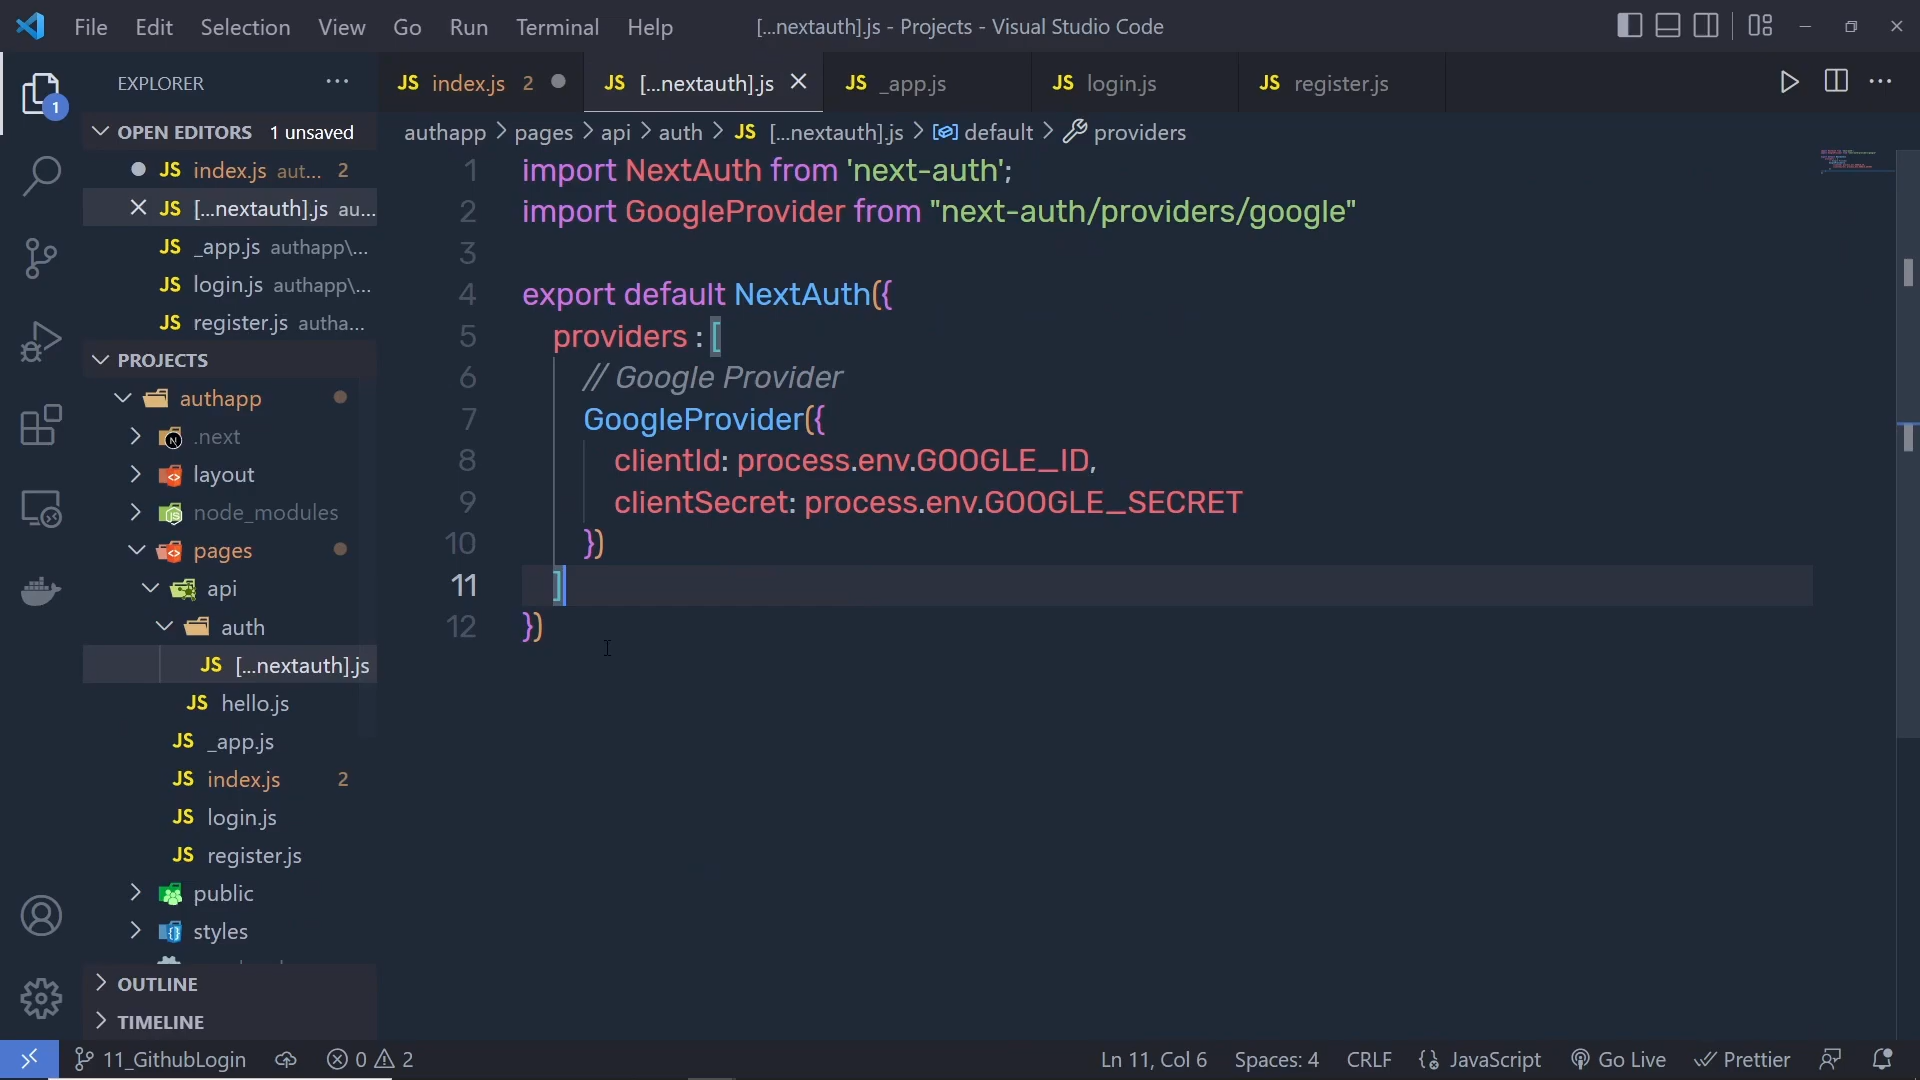 File Edit Selection View Go Run Terminal Help
[...nextauth].js - Projects - Visual Studio Code
EXPLORER
JS index.js 2
JS [...nextauth].js
JS _app.js
JS login.js
JS register.js
1
OPEN EDITORS 1 unsaved
JS index.js aut... 2
JS [...nextauth].js au...
JS _app.js authapp\...
JS login.js authapp\...
JS register.js autha...
PROJECTS
authapp
.next
layout
node_modules
pages
api
auth
JS [...nextauth].js
JS hello.js
JS _app.js
JS index.js 2
JS login.js
JS register.js
public
styles
OUTLINE
TIMELINE
authapp > pages > api > auth > JS [...nextauth].js > default > providers
1 import NextAuth from 'next-auth';
2 import GoogleProvider from "next-auth/providers/google"
3
4 export default NextAuth({
5 providers : [
6 // Google Provider
7 GoogleProvider({
8 clientId: process.env.GOOGLE_ID,
9 clientSecret: process.env.GOOGLE_SECRET
10 })
11 ]
12 })
11_GithubLogin 0 2
Ln 11, Col 6 Spaces: 4 CRLF {} JavaScript Go Live Prettier